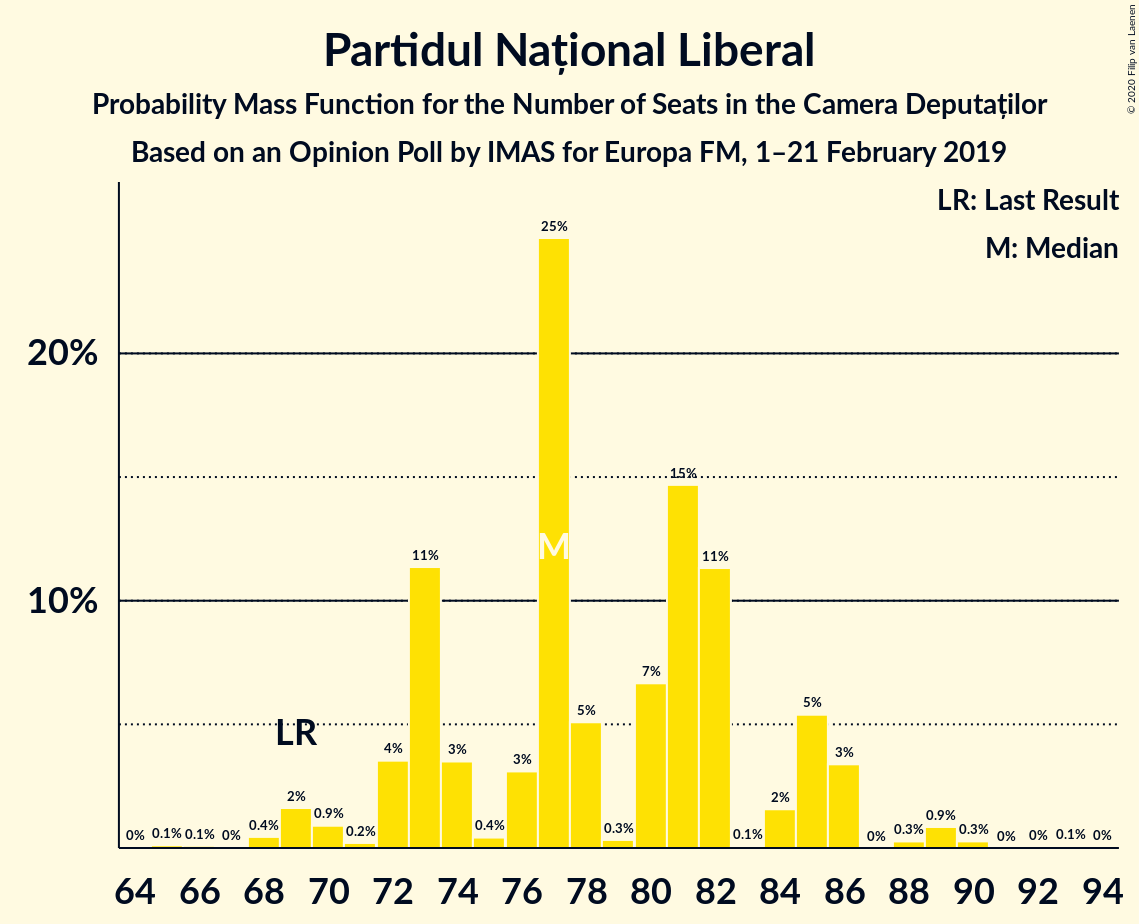 Partidul Național Liberal
Probability Mass Function for the Number of Seats in the Camera Deputaților
Based on an Opinion Poll by IMAS for Europa FM, 1–21 February 2019
© 2020 Filip van Laenen
LR: Last Result
M: Median
25%
20%
15%
11%
11%
M
10%
7%
5%
5%
LR
4%
3%
3%
3%
2%
2%
0.9%
0.9%
0% 0.1% 0.1% 0% 0.4% 0.2% 0.4% 0.3% 0.1% 0% 0.3% 0.3% 0% 0% 0.1% 0%
64 66 68 70 72 74 76 78 80 82 84 86 88 90 92 94